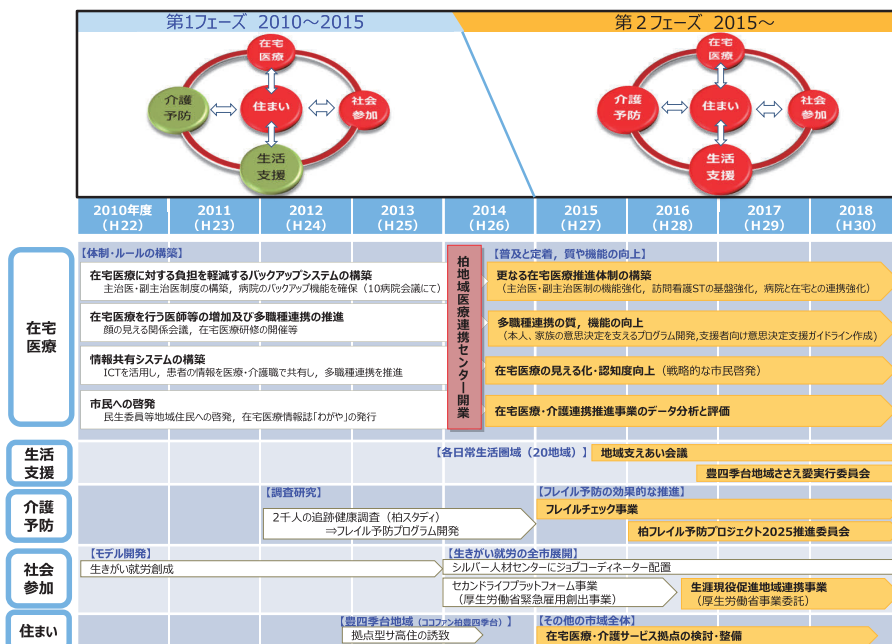 第1フェーズ 2010～2015
第2フェーズ 2015～
在宅
医療
介護
予防
住まい
社会
参加
生活
支援
在宅
医療
介護
予防
住まい
社会
参加
生活
支援
2010年度
(H22)
2011
(H23)
2012
(H24)
2013
(H25)
2014
(H26)
2015
(H27)
2016
(H28)
2017
(H29)
2018
(H30)
在宅
医療
【体制・ルールの構築】
在宅医療に対する負担を軽減するバックアップシステムの構築
主治医・副主治医制度の構築，病院のバックアップ機能を確保（10病院会議にて）
在宅医療を行う医師等の増加及び多職種連携の推進
顔の見える関係会議，在宅医療研修の開催等
情報共有システムの構築
ICTを活用し，患者の情報を医療・介護職で共有し，多職種連携を推進
市民への啓発
民生委員等地域住民への啓発，在宅医療情報誌「わがや」の発行
柏地域医療連携センター開業
【普及と定着，質や機能の向上】
更なる在宅医療推進体制の構築
（主治医・副主治医制の機能強化，訪問看護STの基盤強化，病院と在宅との連携強化）
多職種連携の質，機能の向上
（本人、家族の意思決定を支えるプログラム開発,支援者向け意思決定支援ガイドライン作成）
在宅医療の見える化・認知度向上（戦略的な市民啓発）
在宅医療・介護連携推進事業のデータ分析と評価
生活
支援
【各日常生活圏域（20地域）】
地域支えあい会議
豊四季台地域ささえ愛実行委員会
介護
予防
【調査研究】
2千人の追跡健康調査（柏スタディ）
⇒フレイル予防プログラム開発
【フレイル予防の効果的な推進】
フレイルチェック事業
柏フレイル予防プロジェクト2025推進委員会
社会
参加
【モデル開発】
生きがい就労創成
【生きがい就労の全市展開】
シルバー人材センターにジョブコーディネーター配置
セカンドライフプラットフォーム事業
（厚生労働省緊急雇用創出事業）
生涯現役促進地域連携事業
（厚生労働省事業委託）
住まい
【豊四季台地域（ココファン柏豊四季台）】
拠点型サ高住の誘致
【その他の市域全体】
在宅医療・介護サービス拠点の検討・整備